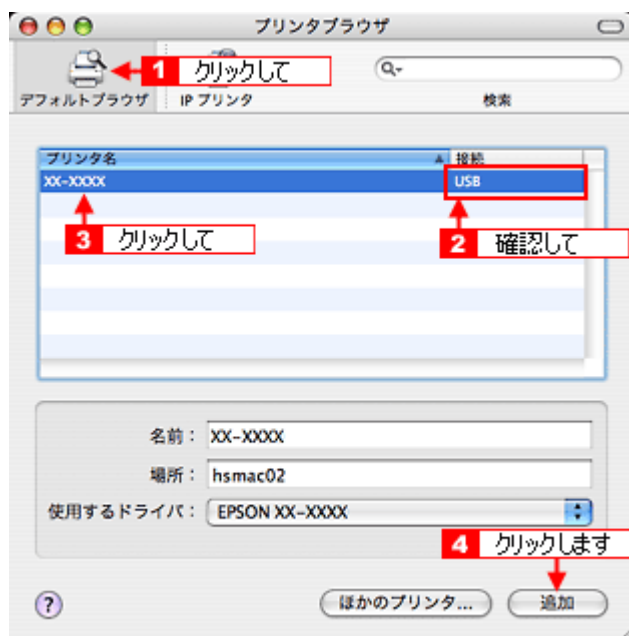 プリンタブラウザ
1 クリックして
Q-
デフォルトブラウザ IP プリンタ 検索
プリンタ名 接続
XX-XXXX USB
3 クリックして 2 確認して
名前： XX-XXXX
場所： hsmac02
使用するドライバ： EPSON XX-XXXX
4 クリックします
? ほかのプリンタ... 追加